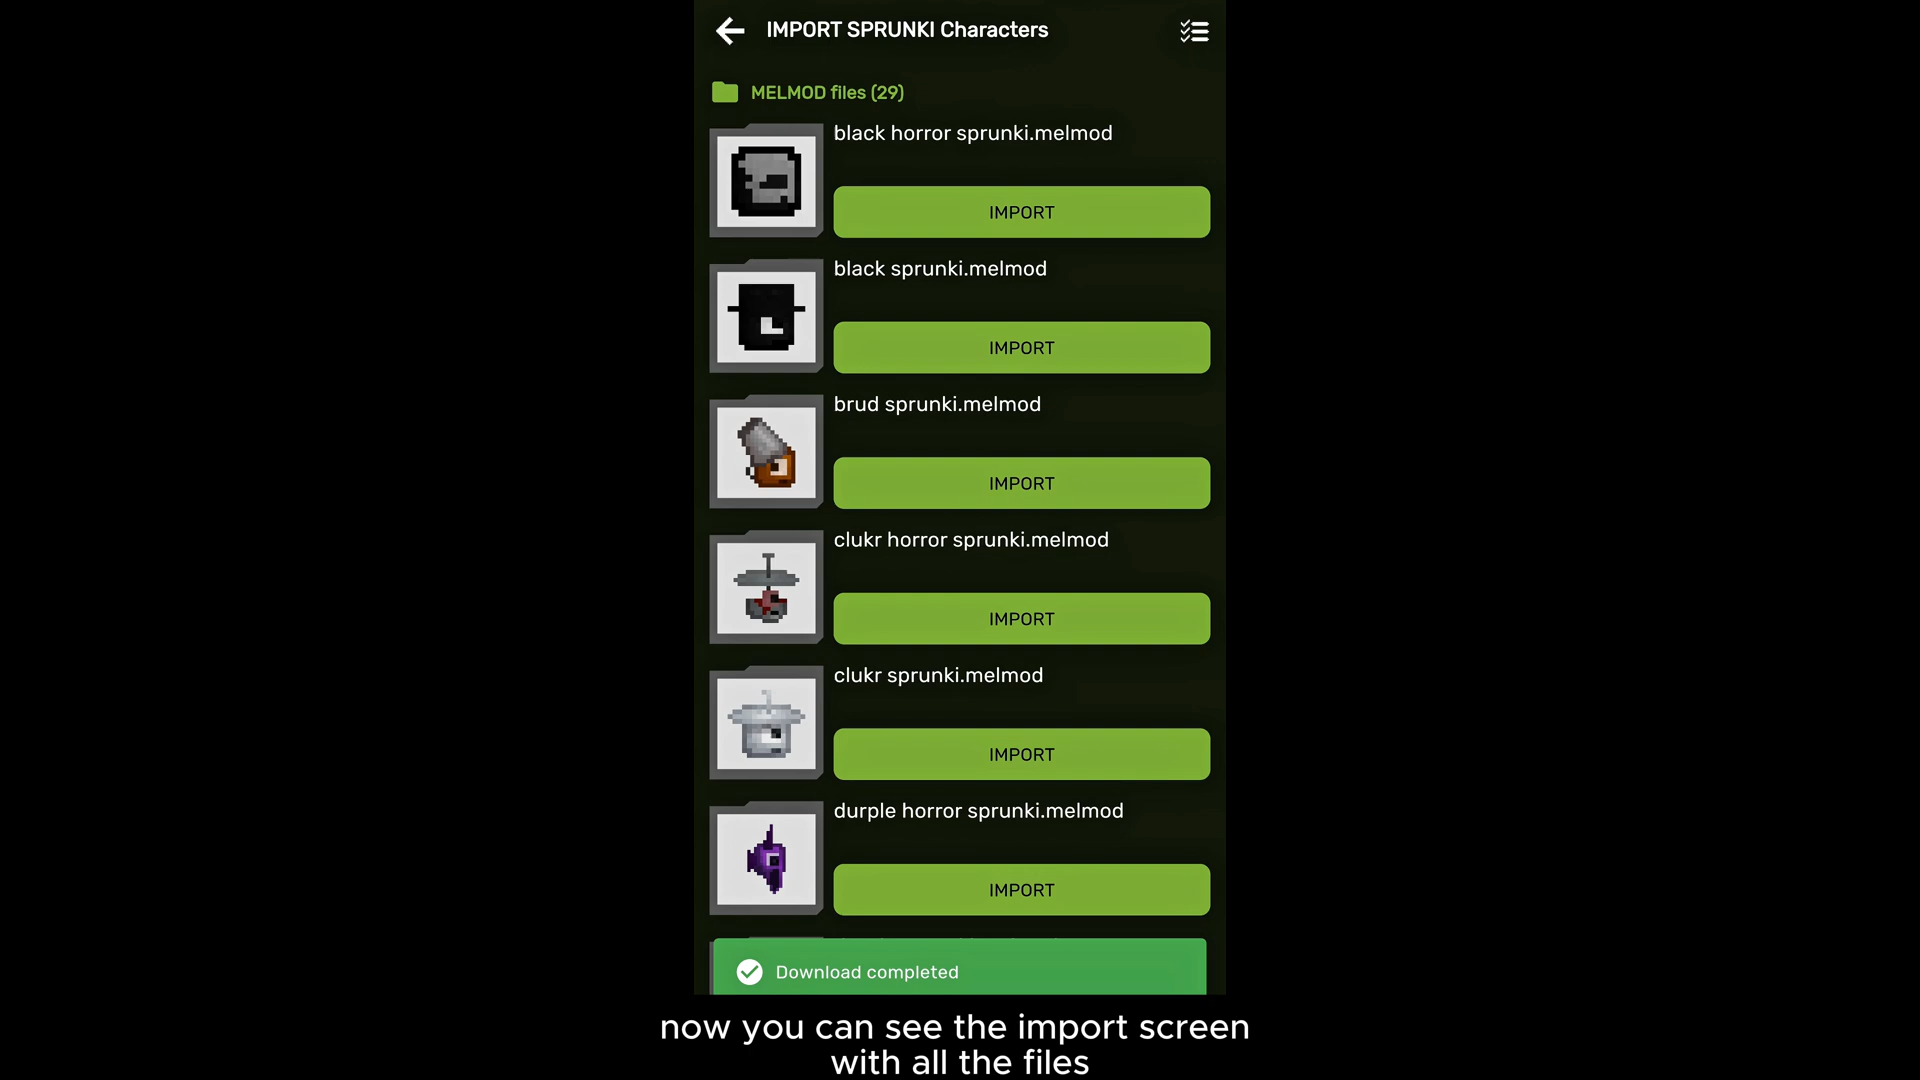 IMPORT SPRUNKI Characters
MELMOD files (29)
black horror sprunki.melmod
IMPORT
black sprunki.melmod
IMPORT
brud sprunki.melmod
IMPORT
clukr horror sprunki.melmod
IMPORT
clukr sprunki.melmod
IMPORT
durple horror sprunki.melmod
IMPORT
Download completed
now you can see the import screen
with all the files